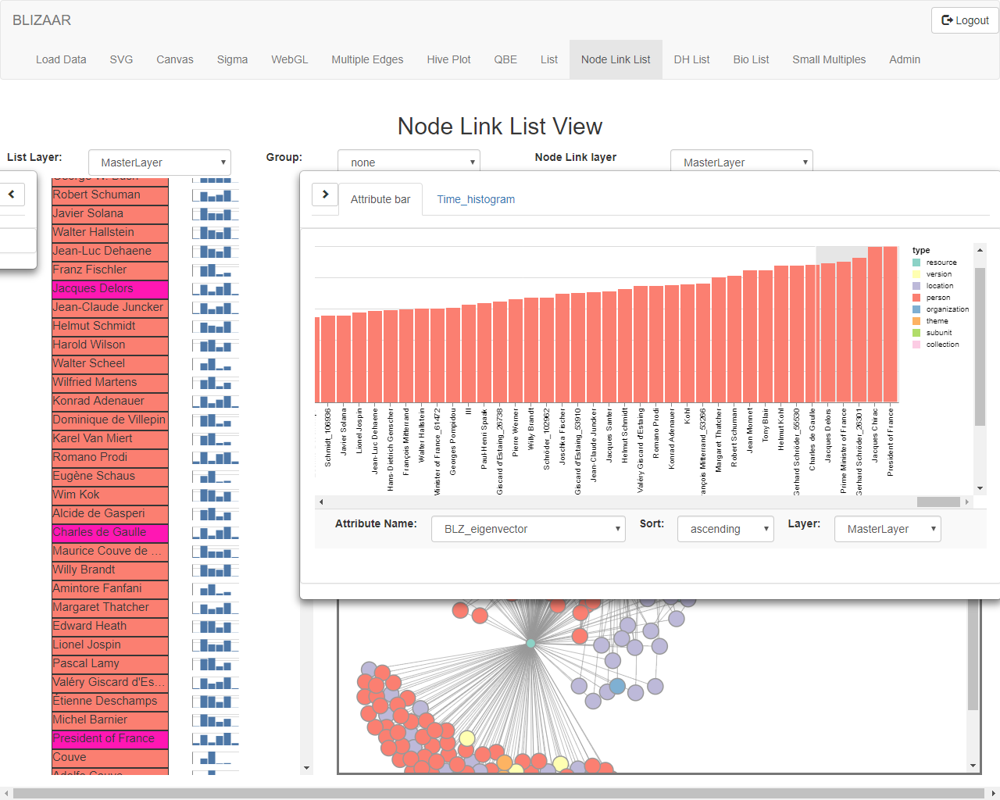 BLIZAAR
Logout
Load Data SVG Canvas Sigma WebGL Multiple Edges Hive Plot QBE List Node Link List DH List Bio List Small Multiples Admin
Node Link List View
List Layer: MasterLayer Group: none Node Link layer MasterLayer
George W. Bush
Robert Schuman
Javier Solana
Walter Hallstein
Jean-Luc Dehaene
Franz Fischler
Jacques Delors
Jean-Claude Juncker
Helmut Schmidt
Harold Wilson
Walter Scheel
Wilfried Martens
Konrad Adenauer
Dominique de Villepin
Karel Van Miert
Romano Prodi
Eugène Schaus
Wim Kok
Alcide de Gasperi
Charles de Gaulle
Maurice Couve de ...
Willy Brandt
Amintore Fanfani
Margaret Thatcher
Edward Heath
Lionel Jospin
Pascal Lamy
Valéry Giscard d'Es...
Étienne Deschamps
Michel Barnier
President of France
Couve
Adolfo Couve
Attribute bar Time_histogram
type
resource
version
location
person
organization
theme
subunit
collection
Schmidt_106936
Javier Solana
Lionel Jospin
Jean-Luc Dehaene
Hans-Dietrich Genscher
François Mitterrand
Walter Hallstein
Minister of France_61472
Georges Pompidou
III
Paul-Henri Spaak
Giscard d'Estaing_26738
Pierre Werner
Willy Brandt
Schröder_102962
Joschka Fischer
Giscard d'Estaing_53910
Jean-Claude Juncker
Jacques Santer
Helmut Schmidt
Valéry Giscard d'Estaing
Romano Prodi
Konrad Adenauer
Kohl
rançois Mitterrand_53266
Margaret Thatcher
Robert Schuman
Jean Monnet
Tony Blair
Helmut Kohl
Gerhard Schröder_55530
Charles de Gaulle
Jacques Delors
Prime Minister of France
Gerhard Schröder_26301
Jacques Chirac
President of France
Attribute Name: BLZ_eigenvector Sort: ascending Layer: MasterLayer